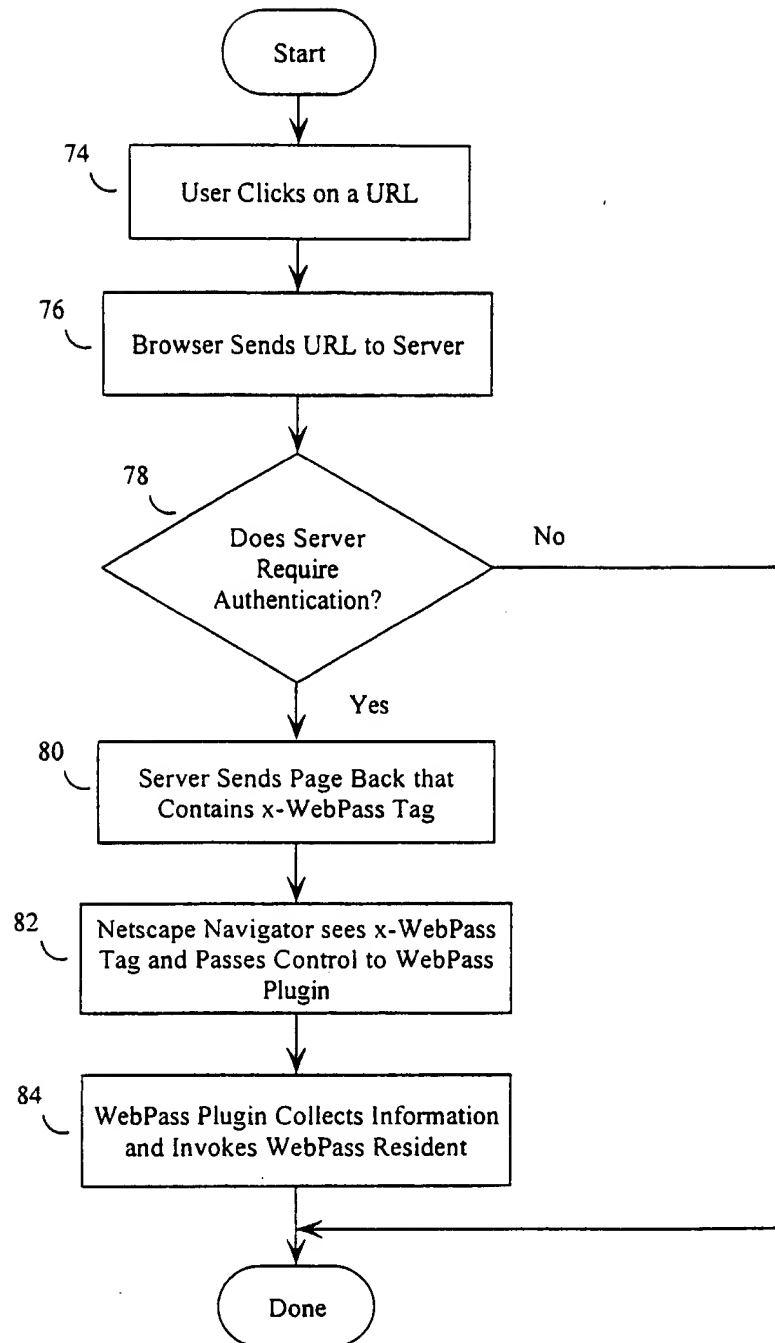 Start
74
User Clicks on a URL
76
Browser Sends URL to Server
78
Does Server
Require
Authentication?
No
Yes
80
Server Sends Page Back that
Contains x-WebPass Tag
82
Netscape Navigator sees x-WebPass
Tag and Passes Control to WebPass
Plugin
84
WebPass Plugin Collects Information
and Invokes WebPass Resident
Done